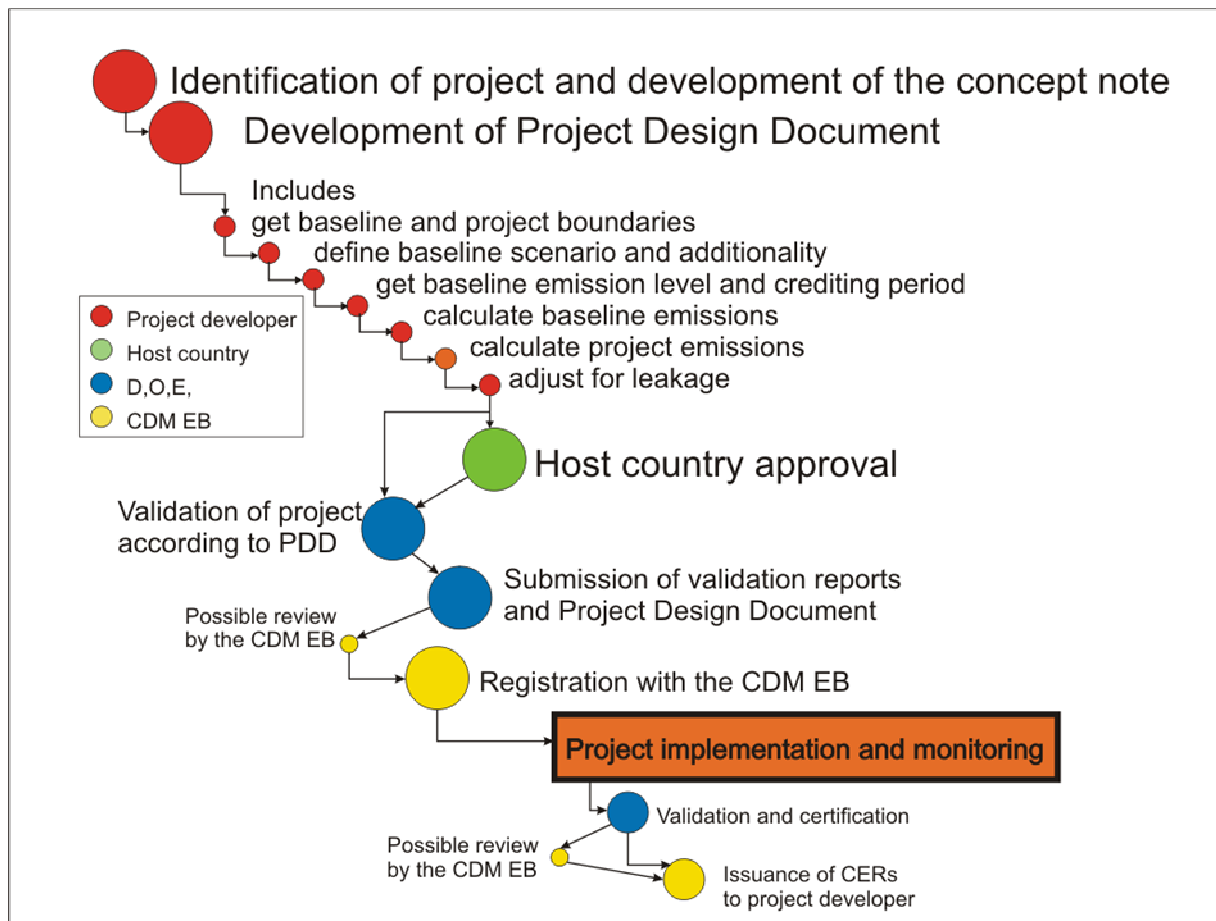 Identification of project and development of the concept note
Development of Project Design Document
Includes
get baseline and project boundaries
define baseline scenario and additionality
get baseline emission level and crediting period
calculate baseline emissions
calculate project emissions
adjust for leakage
Project developer
Host country
D,O,E,
CDM EB
Host country approval
Validation of project
according to PDD
Submission of validation reports
and Project Design Document
Possible review
by the CDM EB
Registration with the CDM EB
Project implementation and monitoring
Validation and certification
Possible review
by the CDM EB
Issuance of CERs
to project developer